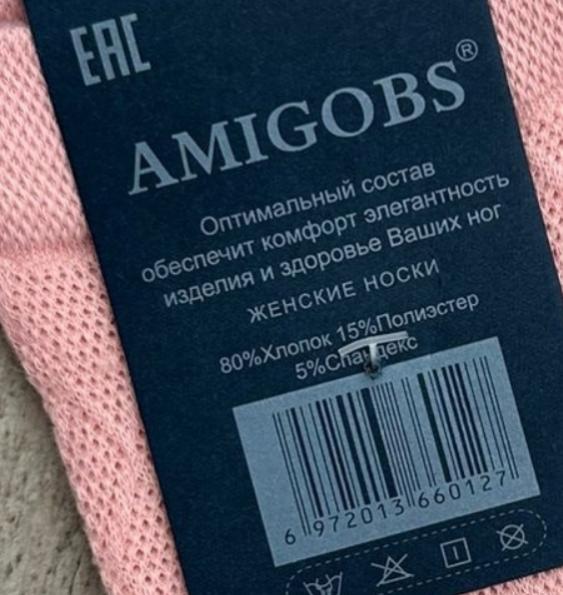 EAC
AMIGOBS®
Оптимальный состав
обеспечит комфорт элегантность
изделия и здоровье Ваших ног
ЖЕНСКИЕ НОСКИ
80%Хлопок 15%Полиэстер
5%Спандекс
6 972013 660127